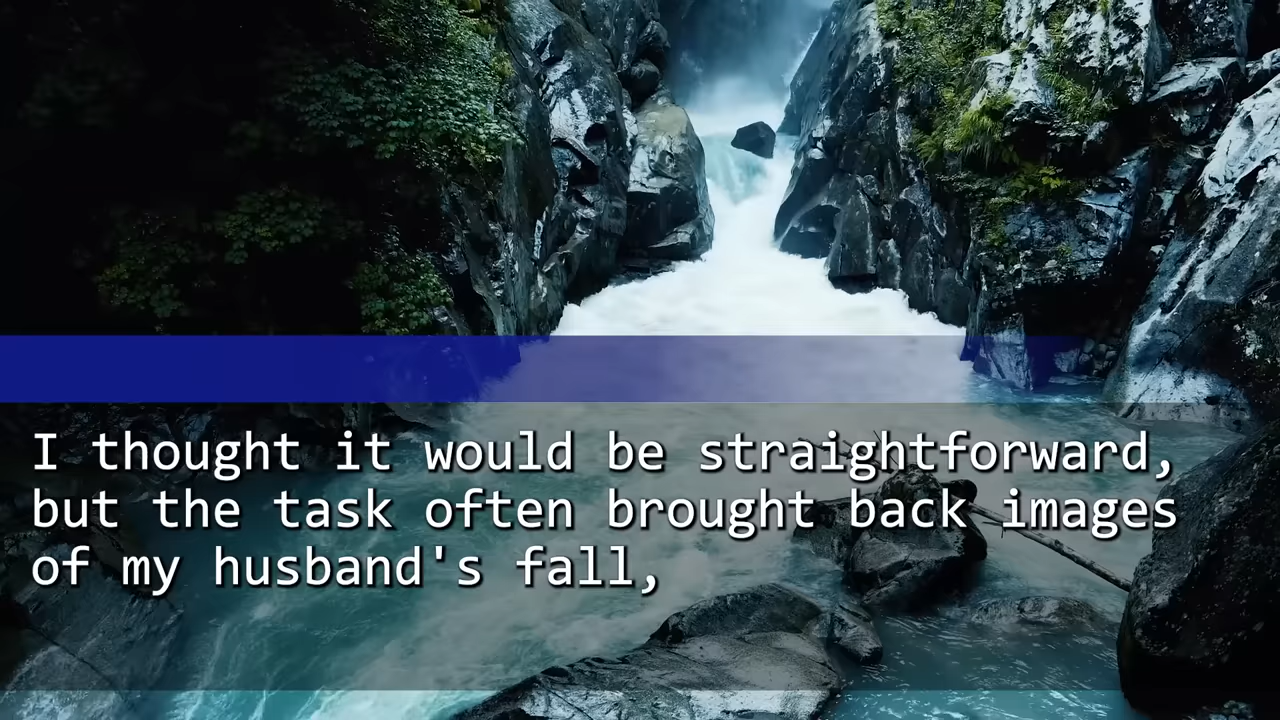 I thought it would be straightforward,
but the task often brought back images
of my husband's fall,